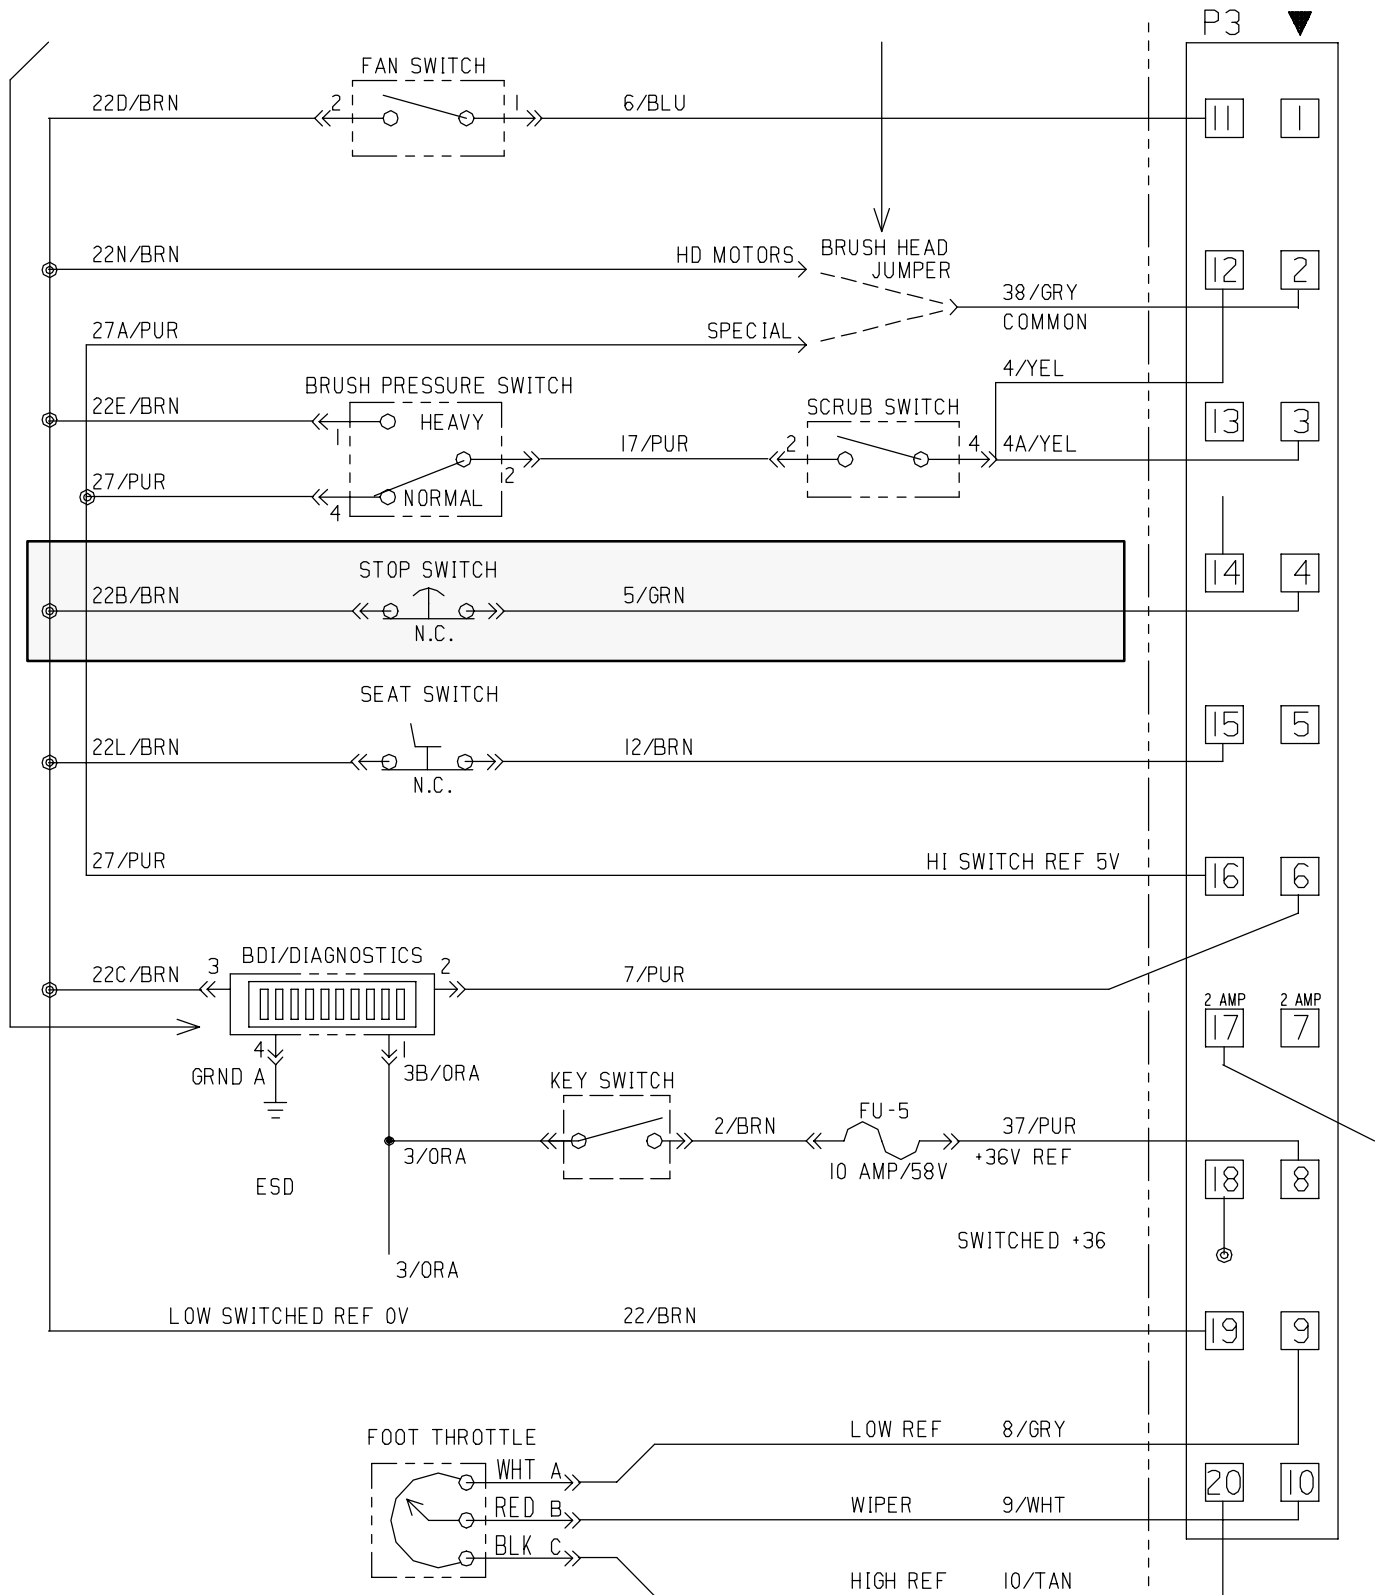 P3
FAN SWITCH
22D/BRN
2
1
6/BLU
11
1
22N/BRN
HD MOTORS
BRUSH HEAD
JUMPER
12
2
38/GRY
COMMON
27A/PUR
SPECIAL
4/YEL
BRUSH PRESSURE SWITCH
22E/BRN
1
HEAVY
SCRUB SWITCH
13
3
17/PUR
2
4
4A/YEL
2
27/PUR
4
NORMAL
STOP SWITCH
14
4
22B/BRN
5/GRN
N.C.
SEAT SWITCH
15
5
22L/BRN
12/BRN
N.C.
27/PUR
HI SWITCH REF 5V
16
6
BDI/DIAGNOSTICS
22C/BRN
3
2
7/PUR
2 AMP
2 AMP
17
7
4
1
GRND A
3B/ORA
KEY SWITCH
FU-5
2/BRN
37/PUR
3/ORA
+36V REF
10 AMP/58V
18
8
ESD
SWITCHED +36
3/ORA
LOW SWITCHED REF 0V
22/BRN
19
9
LOW REF
8/GRY
FOOT THROTTLE
WHT A
20
10
RED B
WIPER
9/WHT
BLK C
HIGH REF
10/TAN